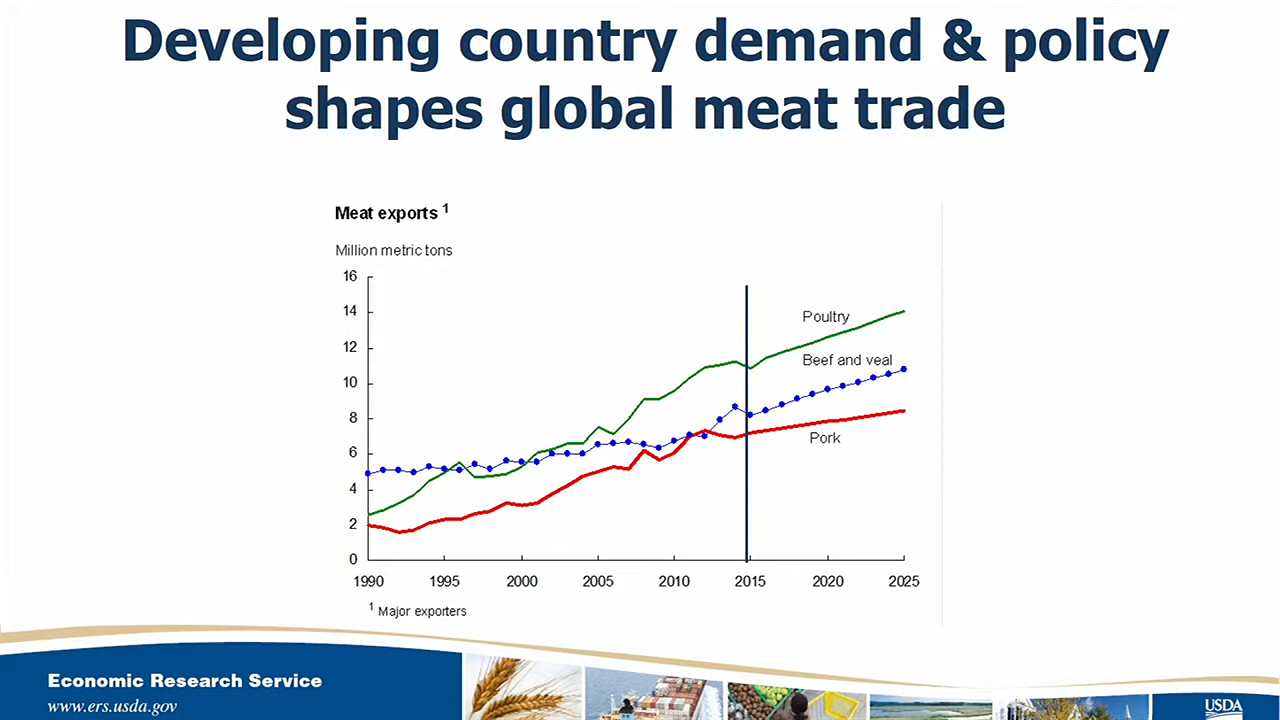 Developing country demand & policy
shapes global meat trade
Meat exports 1
Million metric tons
16
14
12
10
8
6
4
2
0
Poultry
Beef and veal
Pork
1990 1995 2000 2005 2010 2015 2020 2025
1 Major exporters
Economic Research Service
www.ers.usda.gov
USDA